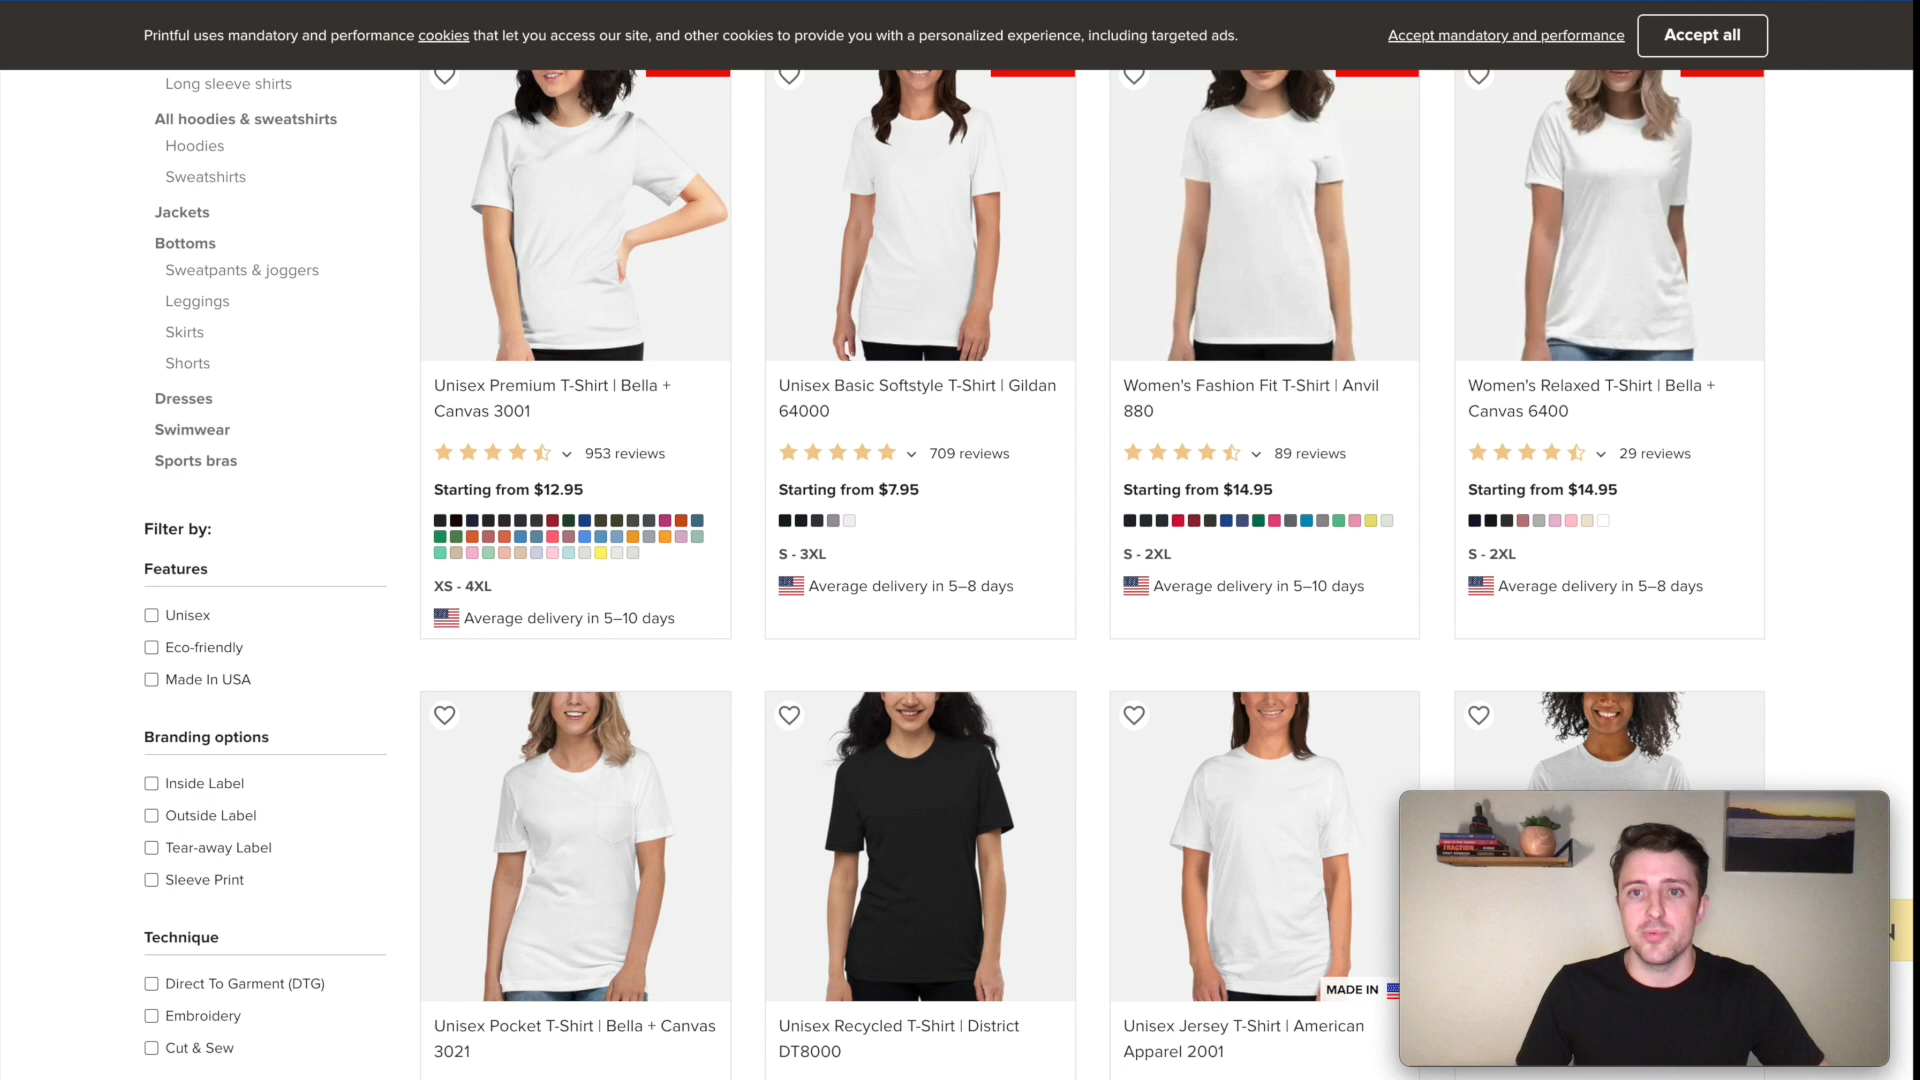 Printful uses mandatory and performance cookies that let you access our site, and other cookies to provide you with a personalized experience, including targeted ads.
Accept mandatory and performance
Accept all
Long sleeve shirts
All hoodies & sweatshirts
Hoodies
Sweatshirts
Jackets
Bottoms
Sweatpants & joggers
Leggings
Skirts
Shorts
Dresses
Swimwear
Sports bras
Filter by:
Features
Unisex
Eco-friendly
Made In USA
Branding options
Inside Label
Outside Label
Tear-away Label
Sleeve Print
Technique
Direct To Garment (DTG)
Embroidery
Cut & Sew
Unisex Premium T-Shirt | Bella +
Canvas 3001
953 reviews
Starting from $12.95
XS - 4XL
Average delivery in 5–10 days
Unisex Basic Softstyle T-Shirt | Gildan
64000
709 reviews
Starting from $7.95
S - 3XL
Average delivery in 5–8 days
Women's Fashion Fit T-Shirt | Anvil
880
89 reviews
Starting from $14.95
S - 2XL
Average delivery in 5–10 days
Women's Relaxed T-Shirt | Bella +
Canvas 6400
29 reviews
Starting from $14.95
S - 2XL
Average delivery in 5–8 days
Unisex Pocket T-Shirt | Bella + Canvas
3021
Unisex Recycled T-Shirt | District
DT8000
MADE IN
Unisex Jersey T-Shirt | American
Apparel 2001
TRACTION